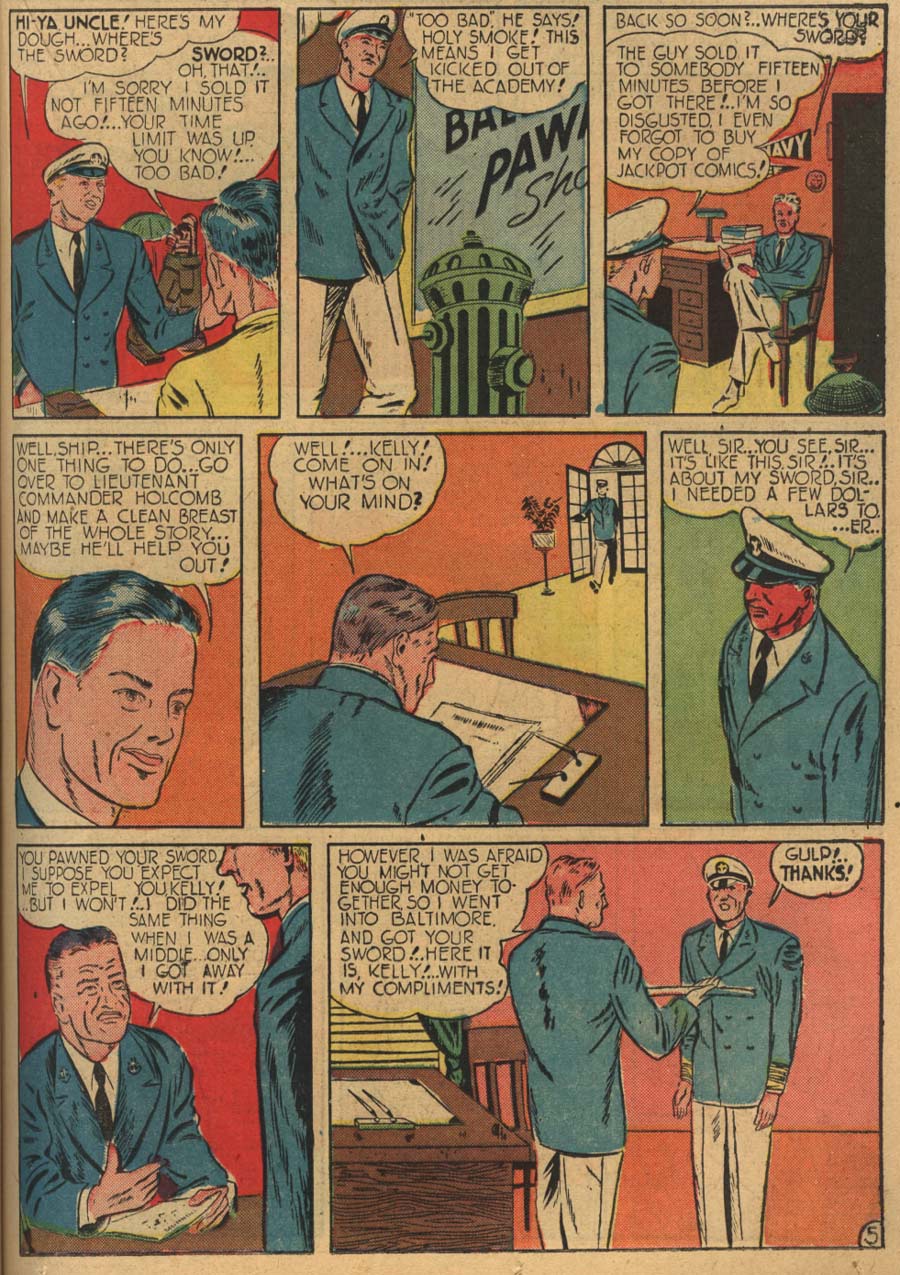 HI-YA UNCLE! HERE'S MY
DOUGH...WHERE'S
THE SWORD?
SWORD?..
OH, THAT!..
I'M SORRY I SOLD IT
NOT FIFTEEN MINUTES
AGO!...YOUR TIME
LIMIT WAS UP,
YOU KNOW!...
TOO BAD!
"TOO BAD", HE SAYS!
HOLY SMOKE! THIS
MEANS I GET
KICKED OUT OF
THE ACADEMY!
PAWN
BACK SO SOON?..WHERE'S YOUR
SWORD?
THE GUY SOLD IT
TO SOMEBODY FIFTEEN
MINUTES BEFORE I
GOT THERE!..I'M SO
DISGUSTED, I EVEN
FORGOT TO BUY
MY COPY OF
JACKPOT COMICS!
NAVY
WELL, SHIP...THERE'S ONLY
ONE THING TO DO...GO
OVER TO LIEUTENANT
COMMANDER HOLCOMB
AND MAKE A CLEAN BREAST
OF THE WHOLE STORY...
MAYBE HE'LL HELP YOU
OUT!
WELL!...KELLY!
COME ON IN!
WHAT'S ON
YOUR MIND?
WELL, SIR...YOU SEE, SIR...
IT'S LIKE THIS, SIR!..IT'S
ABOUT MY SWORD, SIR..
I NEEDED A FEW DOL-
LARS TO..
...ER..
YOU PAWNED YOUR SWORD,
I SUPPOSE YOU EXPECT
ME TO EXPEL YOU, KELLY!
..BUT I WON'T!..I DID THE
SAME THING
WHEN I WAS A
MIDDIE...ONLY
I GOT AWAY
WITH IT!
HOWEVER, I WAS AFRAID
YOU MIGHT NOT GET
ENOUGH MONEY TO-
GETHER, SO I WENT
INTO BALTIMORE,
AND GOT YOUR
SWORD!..HERE IT
IS, KELLY!...WITH
MY COMPLIMENTS!
GULP!..
THANKS!
5